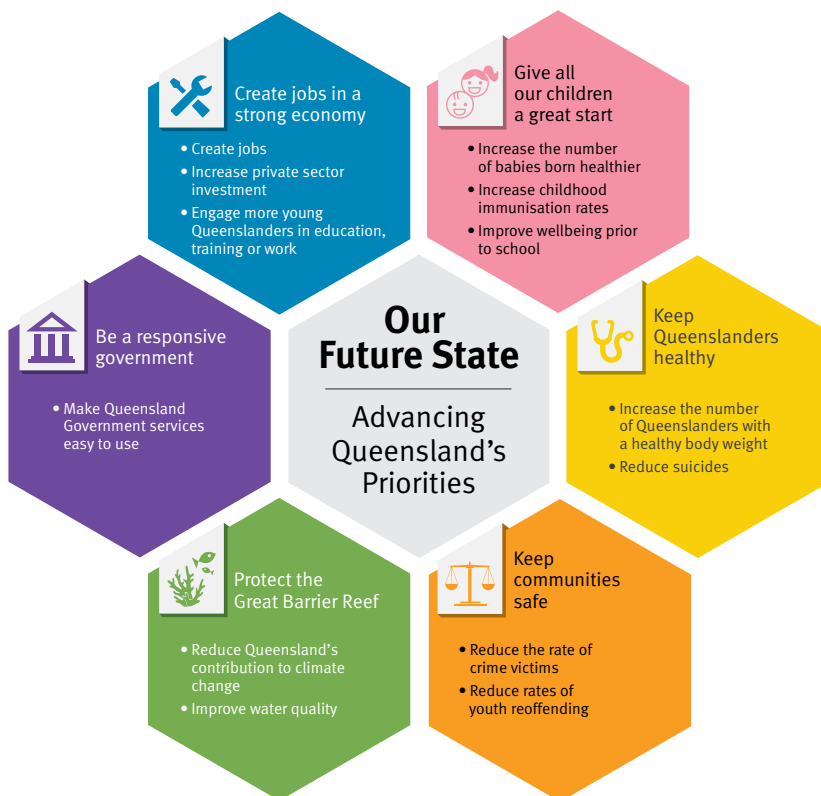 Create jobs in a
strong economy
• Create jobs
• Increase private sector
investment
• Engage more young
Queenslanders in education,
training or work
Give all
our children
a great start
• Increase the number
of babies born healthier
• Increase childhood
immunisation rates
• Improve wellbeing prior
to school
Be a responsive
government
• Make Queensland
Government services
easy to use
Our
Future State
Advancing
Queensland’s
Priorities
Keep
Queenslanders
healthy
• Increase the number
of Queenslanders with
a healthy body weight
• Reduce suicides
Protect the
Great Barrier Reef
• Reduce Queensland’s
contribution to climate
change
• Improve water quality
Keep
communities
safe
• Reduce the rate of
crime victims
• Reduce rates of
youth reoffending